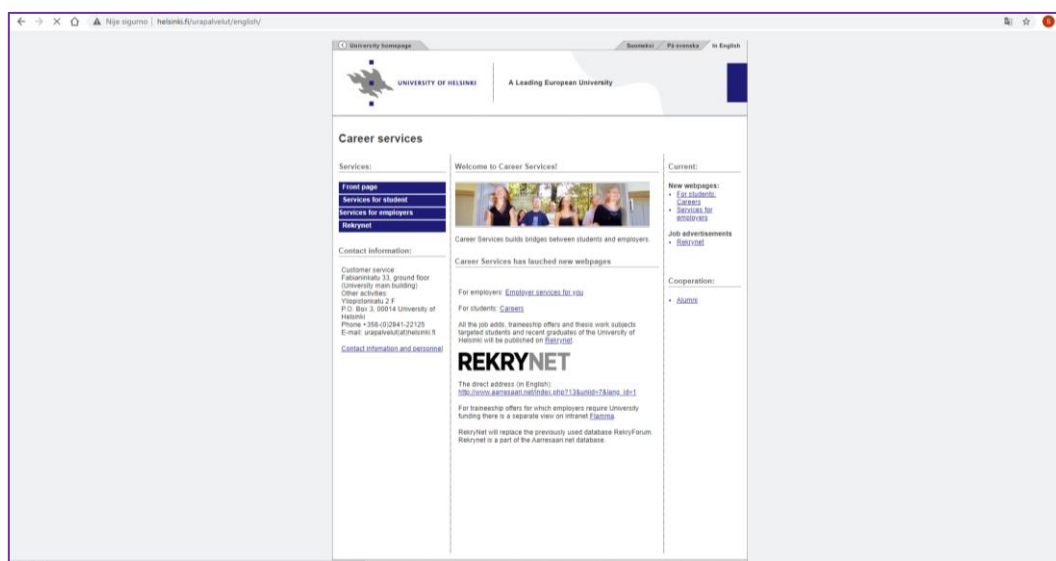 Nije sigurno | helsinki.fi/urapalvelut/english/
University homepage
Suomeksi
På svenska
In English
UNIVERSITY OF HELSINKI
A Leading European University
Career services
Services:
Front page
Services for student
Services for employers
Rekrynet
Contact information:
Customer service:
Fabianinkatu 33, ground floor
(University main building)
Other activities:
Yliopistonkatu 2 F
P.O. Box 3, 00014 University of
Helsinki
Phone +358-(0)2941-22125
E-mail: urapalvelut(at)helsinki.fi
Contact information and personnel
Welcome to Career Services!
Career Services builds bridges between students and employers.
Career Services has lauched new webpages
For employers: Employer services for you
For students: Careers
All the job adds, traineeship offers and thesis work subjects
targeted students and recent graduates of the University of
Helsinki will be published on Rekrynet.
REKRYNET
The direct address (in English):
http://www.aarresaari.net/index.php?13&uniid=7&lang_id=1
For traineeship offers for which employers require University
funding there is a separate view on intranet Flamma.
RekryNet will replace the previously used database RekryForum.
Rekrynet is a part of the Aarresaari.net database.
Current:
New webpages:
For students:
Careers
Services for
employers
Job advertisements
Rekrynet
Cooperation:
Alumni